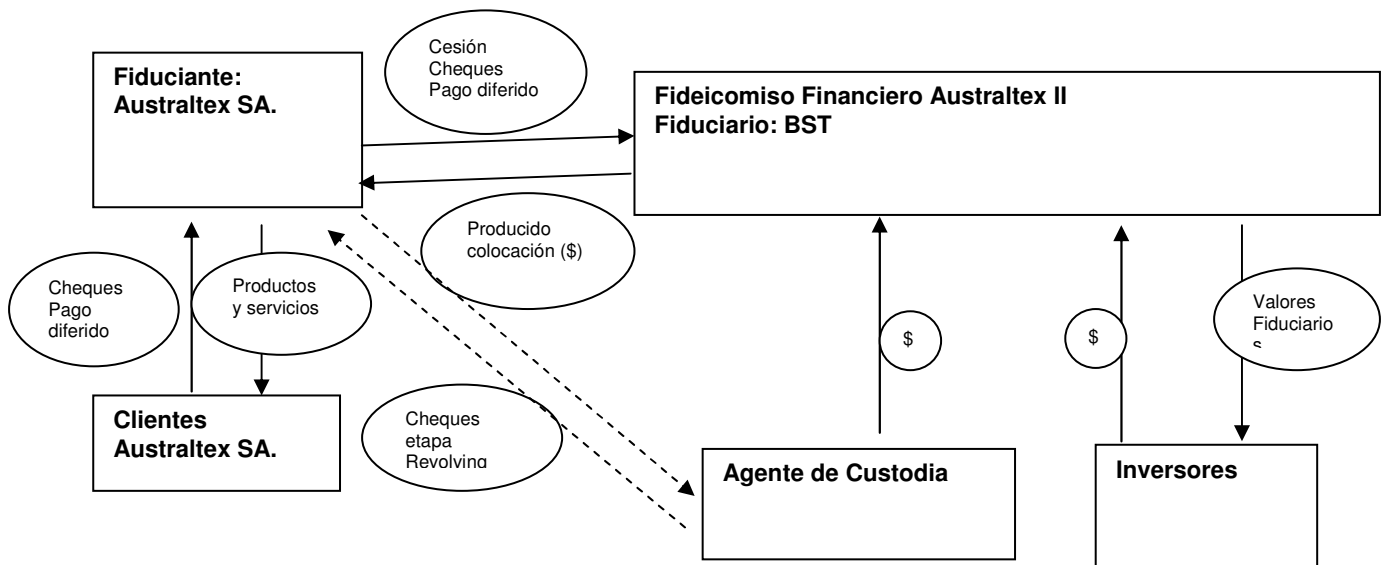 Cesión
Cheques
Pago diferido
Fiduciante:
Australtex SA.
Fideicomiso Financiero Australtex II
Fiduciario: BST
Producido
colocación ($)
Cheques
Pago
diferido
Productos
y servicios
$
$
Valores
Fiduciario
s
Clientes
Australtex SA.
Cheques
etapa
Revolving
Agente de Custodia
Inversores